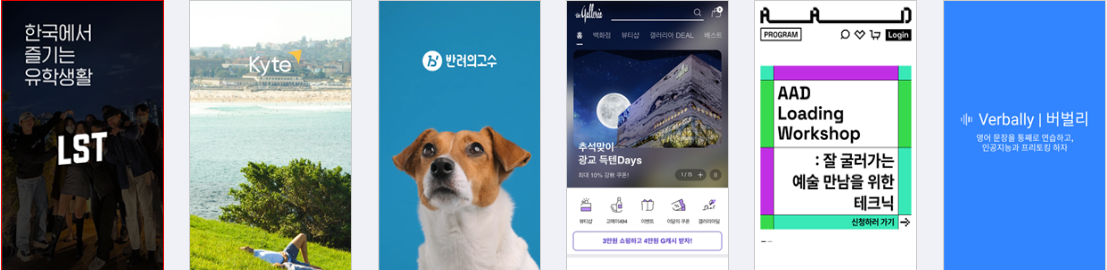 한국에서
즐기는
유학생활
LST
Kyte
반려의고수
the Galleria
홈 백화점 뷰티샵 갤러리아 DEAL 베스트
추석맞이
광교 득템Days
최대 10% 강력 쿠폰!
1 / 15 +
뷰티샵 고메이494 이벤트 이달의 쿠폰 갤러리아딜
3만원 쇼핑하고 4만원 G캐시 받자!
A A D
PROGRAM
Login
AAD
Loading
Workshop
: 잘 굴러가는
예술 만남을 위한
테크닉
신청하러 가기
Verbally | 버벌리
영어 문장을 통째로 연습하고,
인공지능과 프리토킹 하자